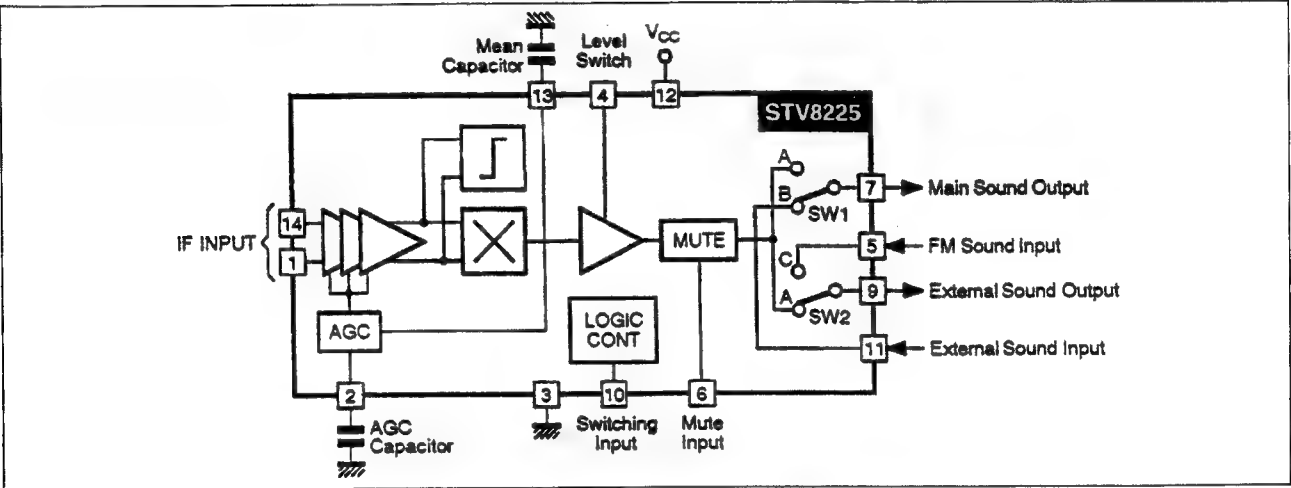 Mean
Capacitor
Level
Switch
VCC
13
4
12
STV8225
A
B
SW1
7
Main Sound Output
14
IF INPUT
1
MUTE
5
FM Sound Input
C
A
SW2
9
External Sound Output
AGC
LOGIC
CONT
11
External Sound Input
2
3
10
6
AGC
Capacitor
Switching
Input
Mute
Input